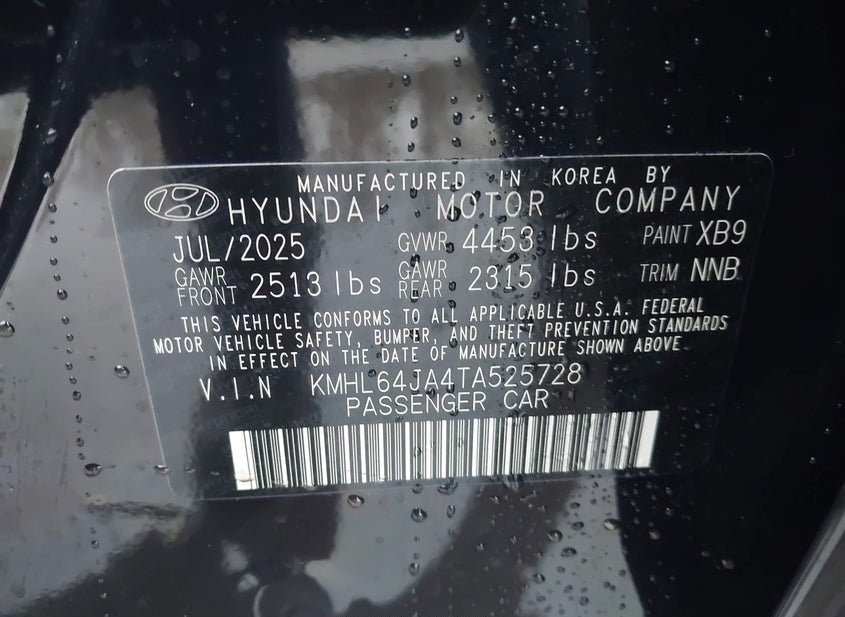 MANUFACTURED IN KOREA BY
HYUNDAI MOTOR COMPANY
JUL/2025 GVWR 4453 lbs PAINT XB9
GAWR FRONT 2513 lbs GAWR REAR 2315 lbs TRIM NNB
THIS VEHICLE CONFORMS TO ALL APPLICABLE U.S.A. FEDERAL
MOTOR VEHICLE SAFETY, BUMPER, AND THEFT PREVENTION STANDARDS
IN EFFECT ON THE DATE OF MANUFACTURE SHOWN ABOVE.
V.I.N KMHL64JA4TA525728
PASSENGER CAR